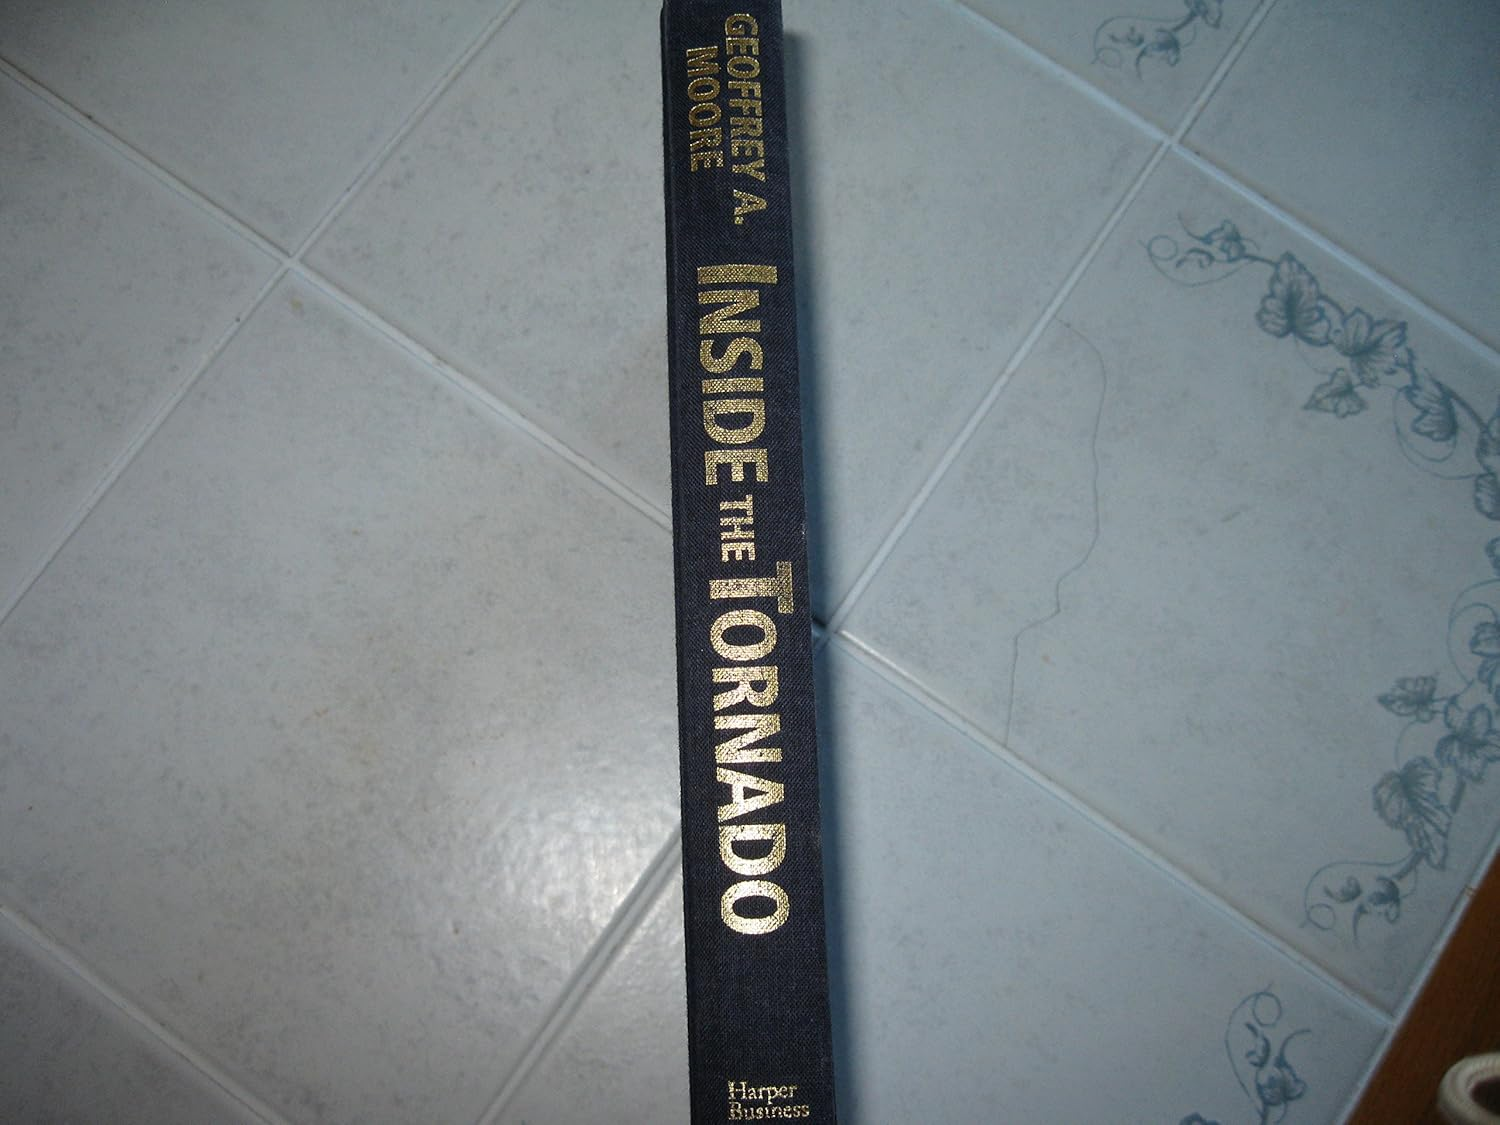 GEOFFREY A.
MOORE
INSIDE THE TORNADO
Harper
Business